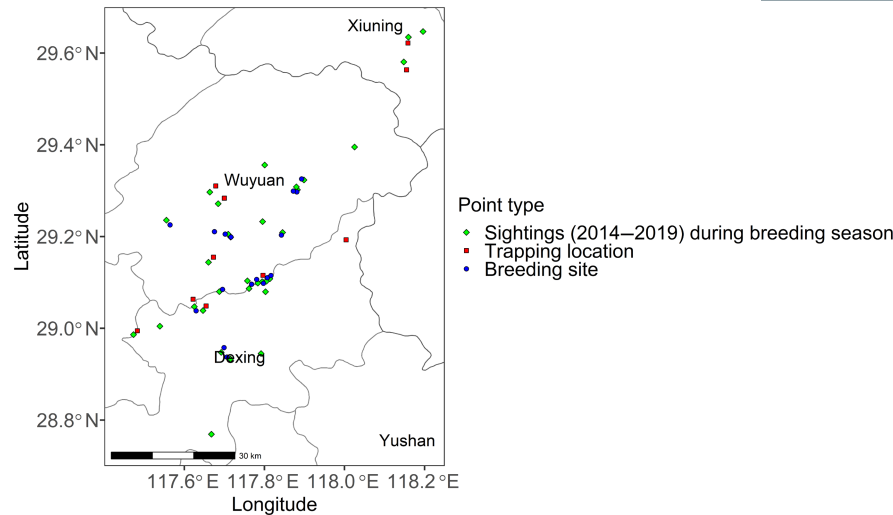 Xiuning
29.6° N
29.4° N
Wuyuan
29.2° N
29.0° N
Dexing
28.8° N
Yushan
30 km
117.6° E 117.8° E 118.0° E 118.2° E
Longitude
Latitude
Point type
Sightings (2014–2019) during breeding season
Trapping location
Breeding site